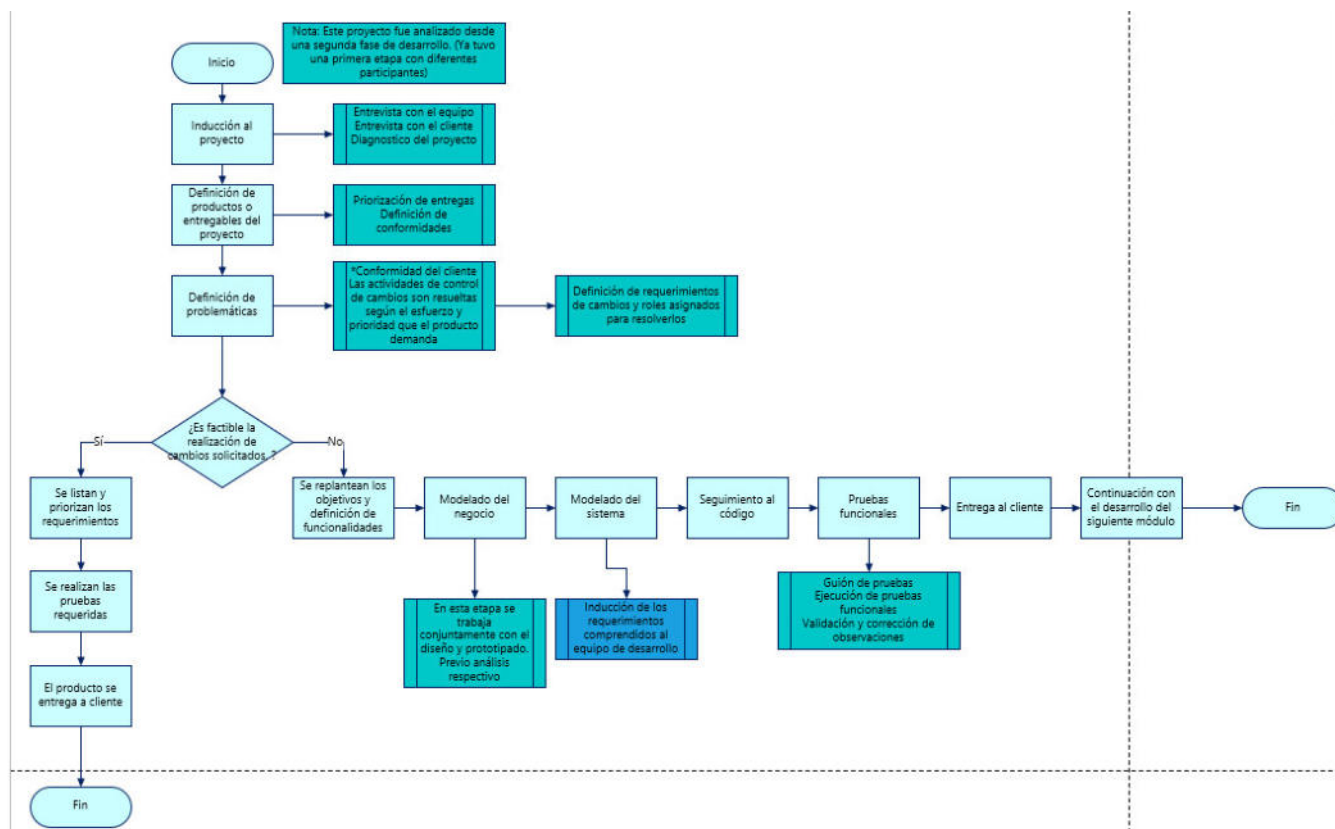 Nota: Este proyecto fue analizado desde
una segunda fase de desarrollo. (Ya tuvo
una primera etapa con diferentes
participantes)
Inicio
Inducción al
proyecto
Entrevista con el equipo
Entrevista con el cliente
Diagnostico del proyecto
Definición de
productos o
entregables del
proyecto
Priorización de entregas
Definición de
conformidades
Definición de
problemáticas
*Conformidad del cliente
Las actividades de control
de cambios son resueltas
según el esfuerzo y
prioridad que el producto
demanda
Definición de requerimientos
de cambios y roles asignados
para resolverlos
¿Es factible la
realización de
cambios solicitados, ?
Sí
No
Se listan y
priorizan los
requerimientos
Se realizan las
pruebas
requeridas
El producto se
entrega a cliente
Fin
Se replantean los
objetivos y
definición de
funcionalidades
Modelado del
negocio
Modelado del
sistema
Seguimiento al
código
Pruebas
funcionales
Entrega al cliente
Continuación con
el desarrollo del
siguiente módulo
Fin
En esta etapa se
trabaja
conjuntamente con el
diseño y prototipado.
Previo análisis
respectivo
Inducción de los
requerimientos
comprendidos al
equipo de desarrollo
Guión de pruebas
Ejecución de pruebas
funcionales
Validación y corrección de
observaciones